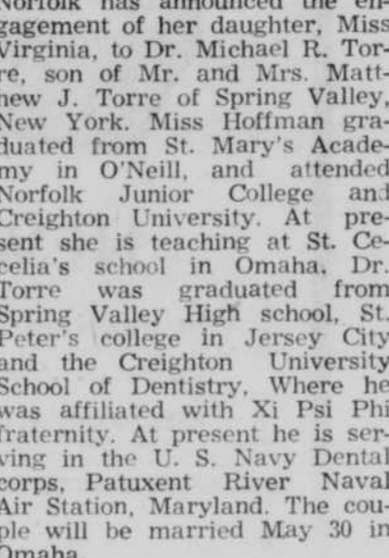 Norfolk has announced the en-
gagement of her daughter, Miss
Virginia, to Dr. Michael R. Tor-
re, son of Mr. and Mrs. Matt-
hew J. Torre of Spring Valley,
New York. Miss Hoffman gra-
duated from St. Mary's Acade-
my in O'Neill, and attended
Norfolk Junior College and
Creighton University. At pre-
sent she is teaching at St. Ce-
celia's school in Omaha. Dr.
Torre was graduated from
Spring Valley High school, St.
Peter's college in Jersey City
and the Creighton University
School of Dentistry, Where he
was affiliated with Xi Psi Phi
fraternity. At present he is ser-
ving in the U. S. Navy Dental
corps, Patuxent River Naval
Air Station, Maryland. The cou-
ple will be married May 30 in
Omaha.